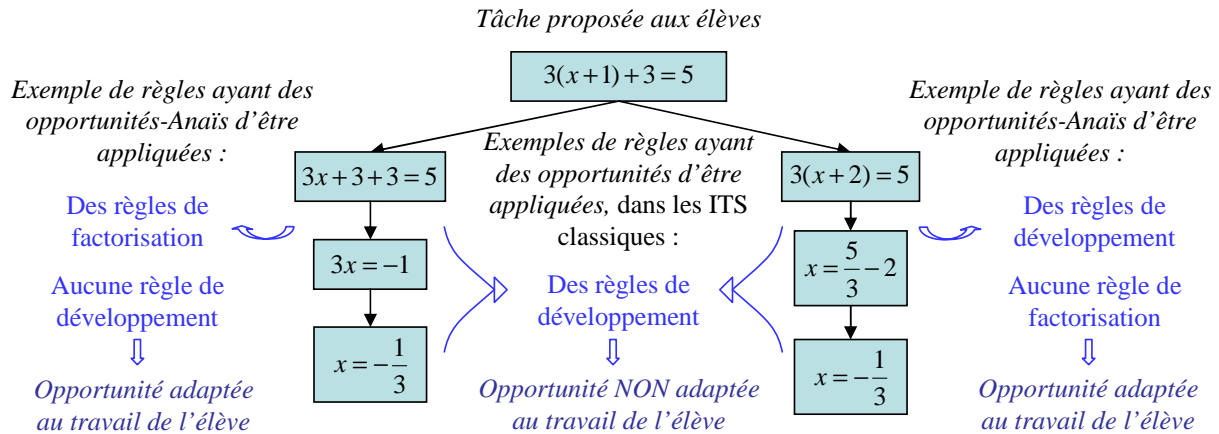 Tâche proposée aux élèves
3(x+1)+3=5
Exemple de règles ayant des
opportunités-Anaïs d'être
appliquées :
3x+3+3=5
Des règles de
factorisation
3x=−1
Aucune règle de
développement
x=−1/3
Opportunité adaptée
au travail de l'élève
Exemples de règles ayant
des opportunités d'être
appliquées, dans les ITS
classiques :
Des règles de
développement
Opportunité NON adaptée
au travail de l'élève
Exemple de règles ayant des
opportunités-Anaïs d'être
appliquées :
3(x+2)=5
Des règles de
développement
x=5/3−2
Aucune règle de
factorisation
x=−1/3
Opportunité adaptée
au travail de l'élève